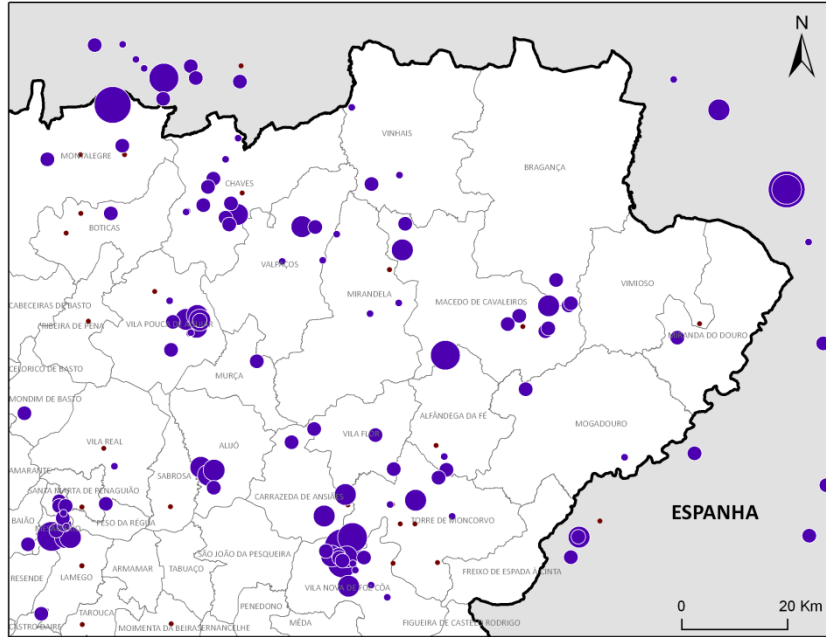 N
VINHAIS
MONTALEGRE
BRAGANÇA
CHAVES
BOTICAS
VALPAÇOS
VIMIOSO
MIRANDELA
MACEDO DE CAVALEIROS
CABECEIRAS DE BASTO
RIBEIRA DE PENA
VILA POUCA DE AGUIAR
MIRANDA DO DOURO
CELORICO DE BASTO
MURÇA
MONDIM DE BASTO
ALFÂNDEGA DA FÉ
MOGADOURO
VILA REAL
ALIJÓ
VILA FLOR
AMARANTE
SABROSA
SANTA MARTA DE PENAGUIÃO
CARRAZEDA DE ANSIÃES
BAIÃO
PESO DA RÉGUA
TORRE DE MONCORVO
ESPANHA
SÃO JOÃO DA PESQUEIRA
RESENDE
LAMEGO
ARMAMAR
TABUAÇO
FREIXO DE ESPADA À CINTA
VILA NOVA DE FOZ CÔA
TAROUCA
PENEDONO
CASTRO DAIRE
MOIMENTA DA BEIRA
SERNANCELHE
MÊDA
FIGUEIRA DE CASTELO RODRIGO
0 20 Km